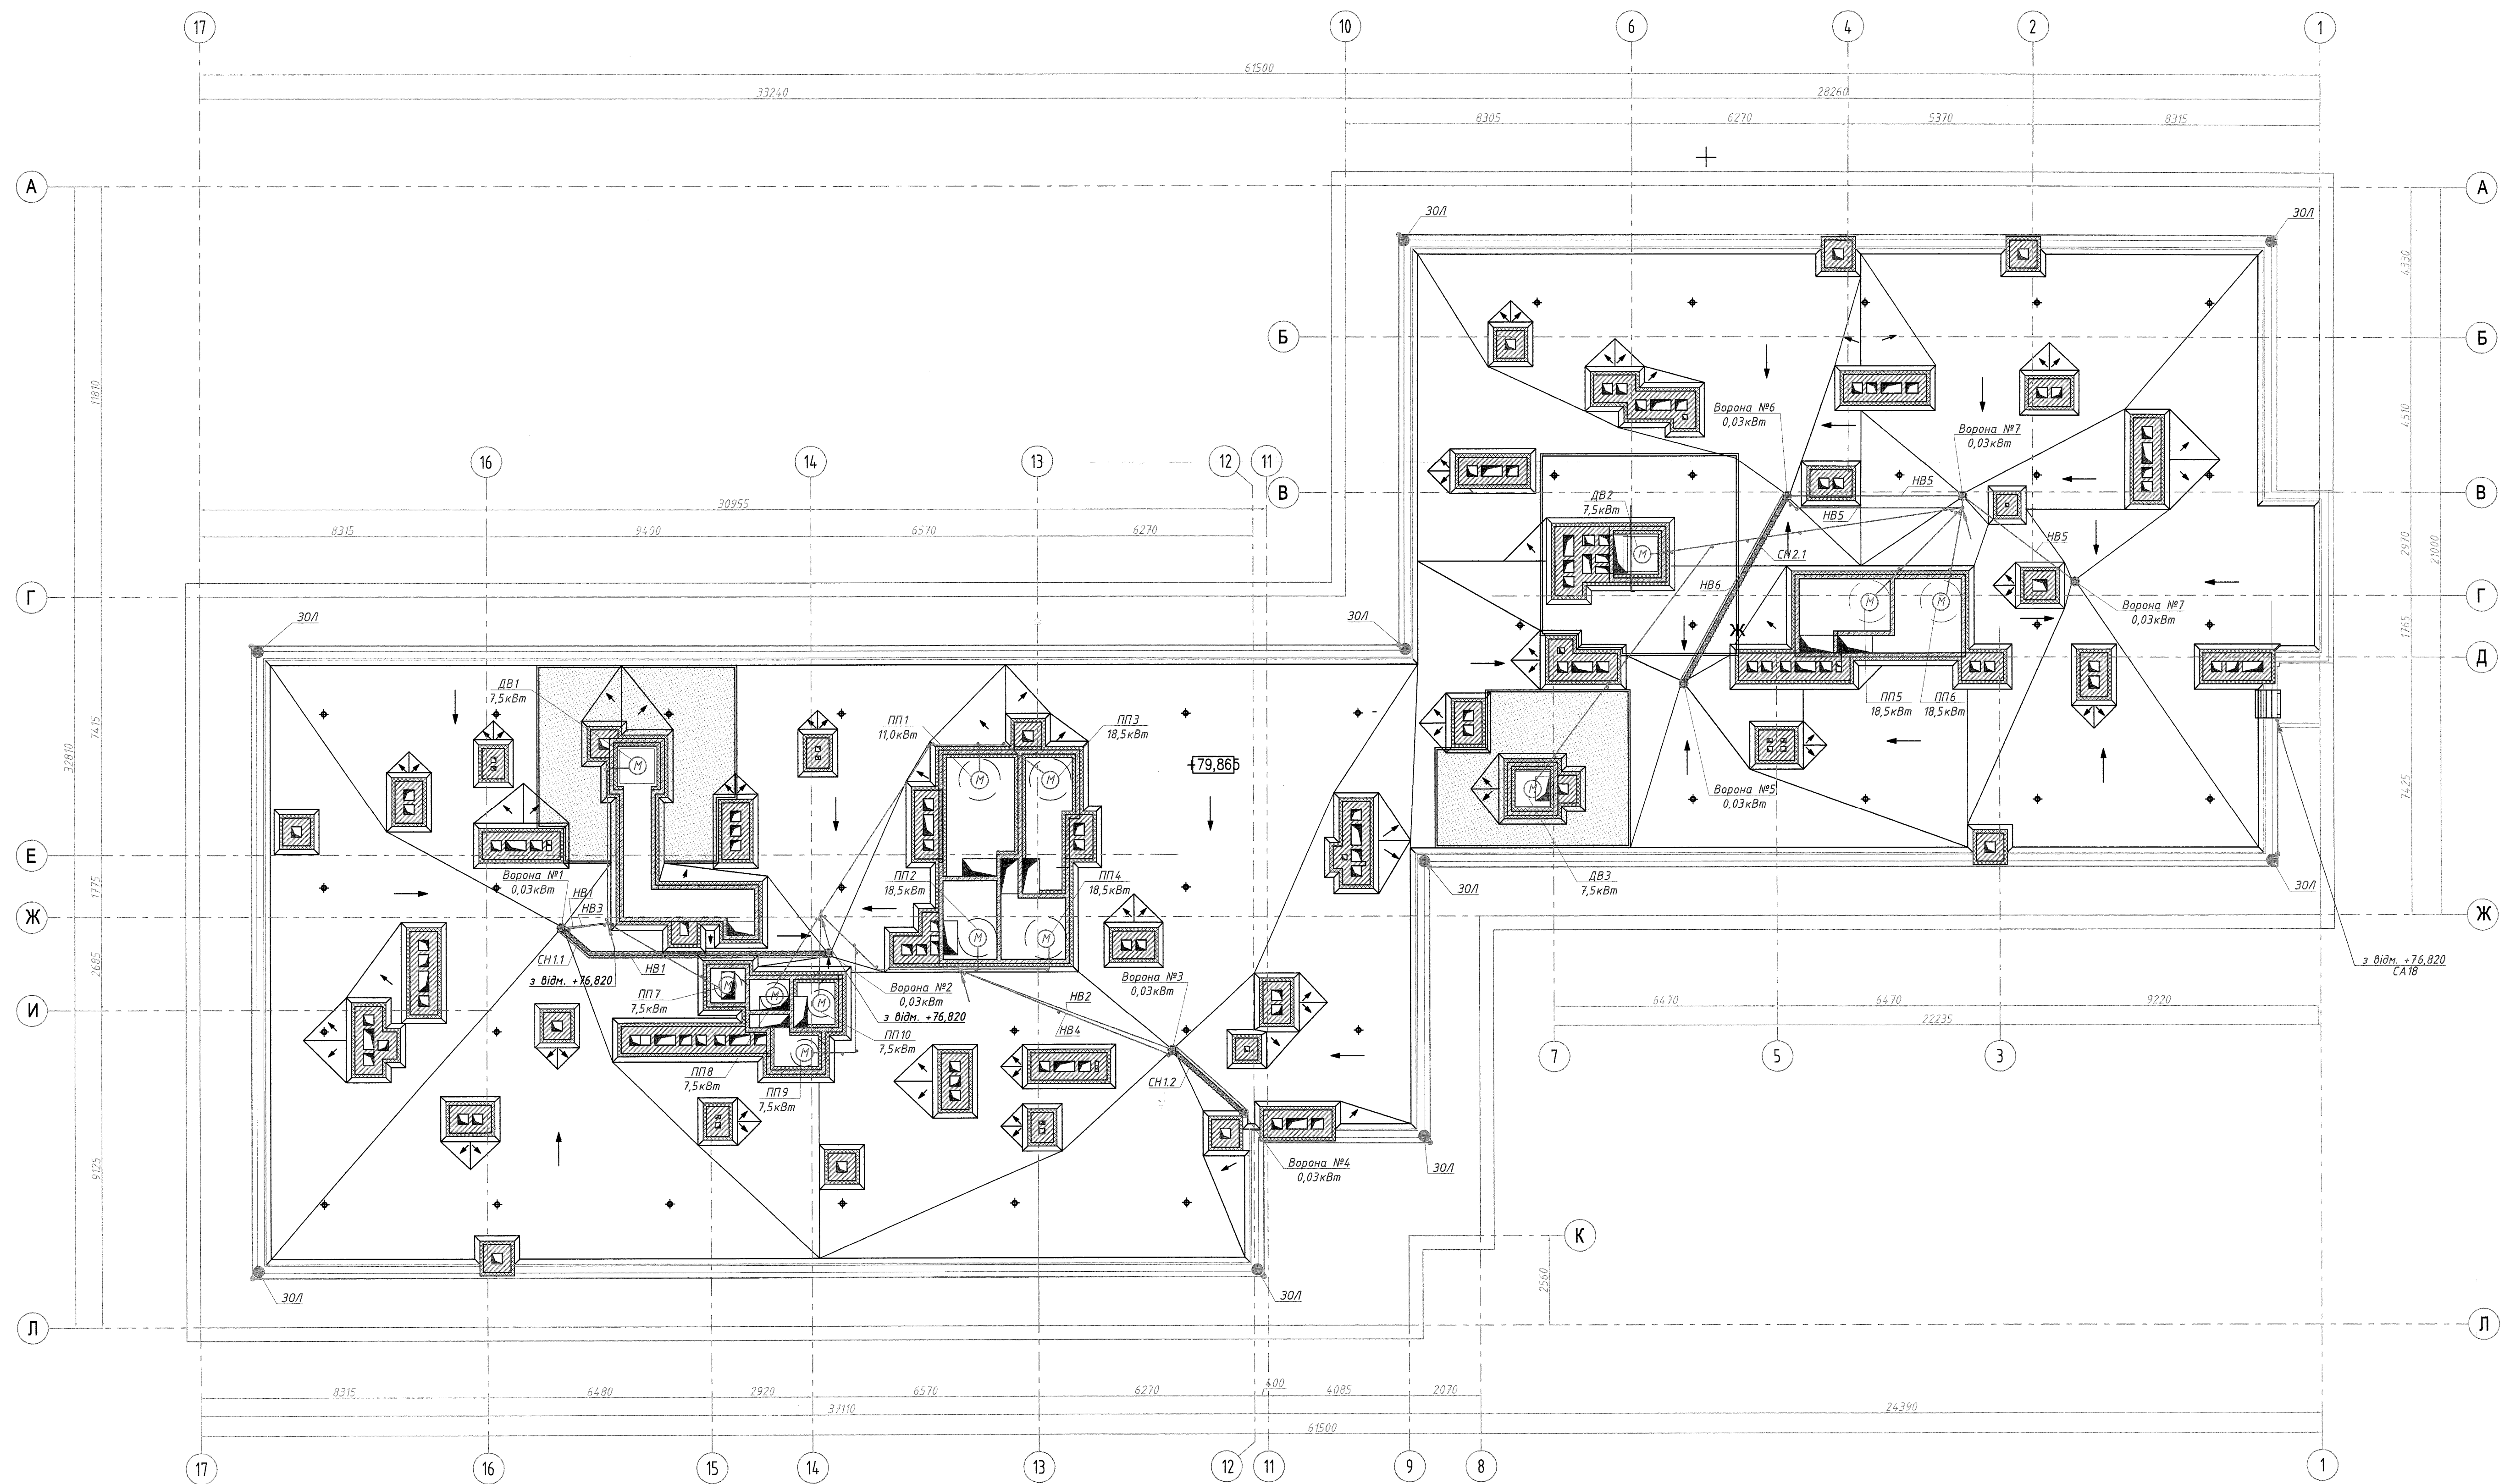 17
10
6
4
2
1
61500
33240
28260
8305
6270
5370
8315
А
А
ЗОЛ
ЗОЛ
4330
Б
Б
11810
4510
Ворона №6
0,03кВт
Ворона №7
0,03кВт
16
14
13
12
11
В
В
30955
8315
9400
6570
6270
ДВ2
7,5кВт
НВ5
НВ5
НВ5
СН2.1
НВ6
2970
21000
Г
Г
Ворона №7
0,03кВт
ЗОЛ
ЗОЛ
Ж
1765
Д
ДВ1
7,5кВт
ПП1
11,0кВт
ПП3
18,5кВт
ПП5
18,5кВт
ПП6
18,5кВт
7415
32810
+79,865
М
М
М
М
М
М
М
Ворона №5
0,03кВт
7425
Е
Ворона №1
0,03кВт
НВ1
НВ3
ПП2
18,5кВт
ПП4
18,5кВт
ДВ3
7,5кВт
ЗОЛ
ЗОЛ
1775
Ж
Ж
М
М
2685
СН1.1
НВ1
з відм. +76,820
з відм. +76,820
СА18
Ворона №3
0,03кВт
И
ПП7
7,5кВт
М
М
М
М
Ворона №2
0,03кВт
з відм. +76,820
НВ2
НВ4
ПП10
7,5кВт
6470
6470
9220
22235
7
5
3
ПП8
7,5кВт
ПП9
7,5кВт
СН1.2
9125
Ворона №4
0,03кВт
ЗОЛ
К
2560
ЗОЛ
ЗОЛ
Л
Л
8315
6480
2920
6570
6270
400
4085
2070
37110
24390
61500
17
16
15
14
13
12
11
9
8
1